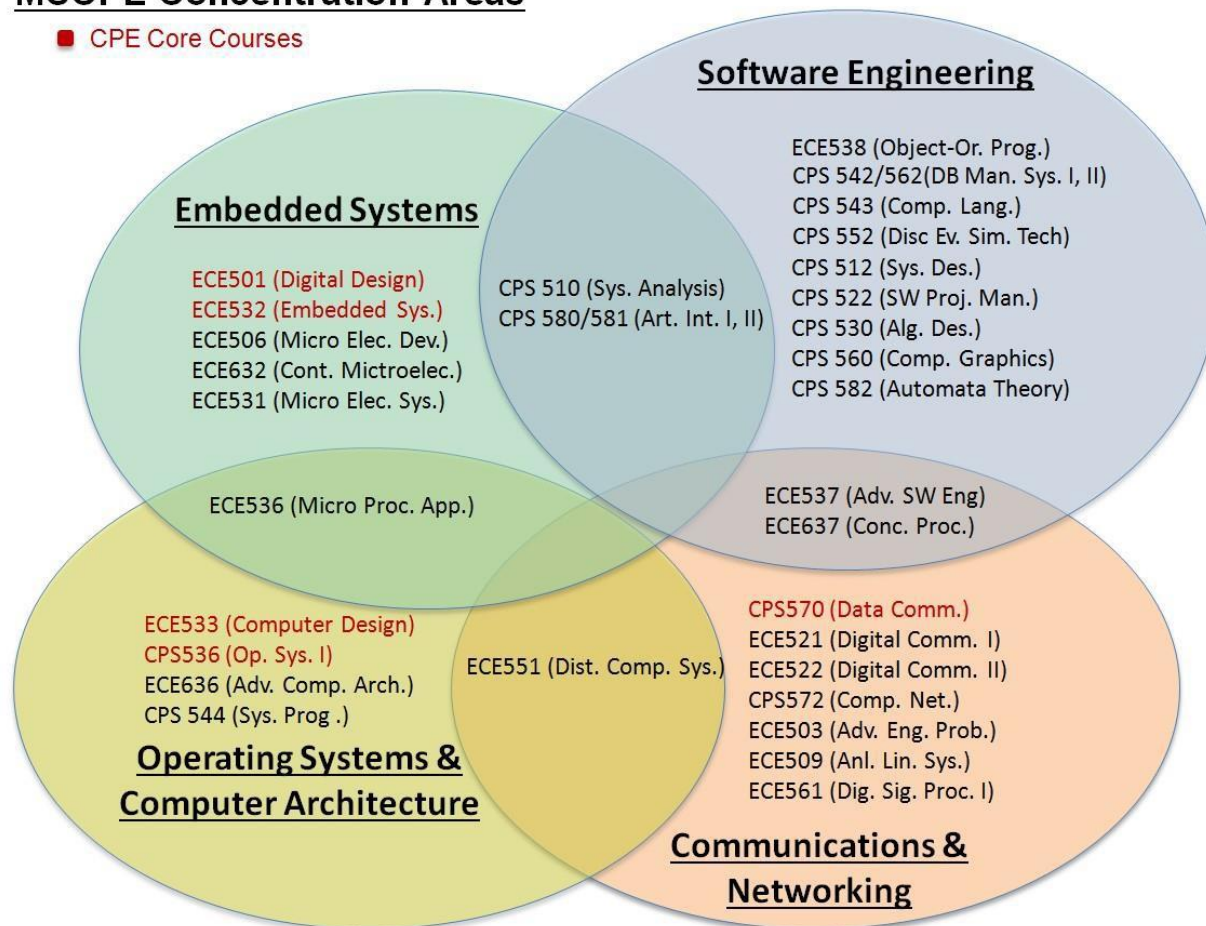 MSCPE Concentration Areas
CPE Core Courses
Software Engineering
ECE538 (Object-Or. Prog.)
CPS 542/562(DB Man. Sys. I, II)
CPS 543 (Comp. Lang.)
CPS 552 (Disc Ev. Sim. Tech)
CPS 512 (Sys. Des.)
CPS 522 (SW Proj. Man.)
CPS 530 (Alg. Des.)
CPS 560 (Comp. Graphics)
CPS 582 (Automata Theory)
Embedded Systems
ECE501 (Digital Design)
ECE532 (Embedded Sys.)
ECE506 (Micro Elec. Dev.)
ECE632 (Cont. Mictroelec.)
ECE531 (Micro Elec. Sys.)
CPS 510 (Sys. Analysis)
CPS 580/581 (Art. Int. I, II)
ECE536 (Micro Proc. App.)
ECE537 (Adv. SW Eng)
ECE637 (Conc. Proc.)
ECE533 (Computer Design)
CPS536 (Op. Sys. I)
ECE636 (Adv. Comp. Arch.)
CPS 544 (Sys. Prog .)
Operating Systems &
Computer Architecture
ECE551 (Dist. Comp. Sys.)
CPS570 (Data Comm.)
ECE521 (Digital Comm. I)
ECE522 (Digital Comm. II)
CPS572 (Comp. Net.)
ECE503 (Adv. Eng. Prob.)
ECE509 (Anl. Lin. Sys.)
ECE561 (Dig. Sig. Proc. I)
Communications &
Networking